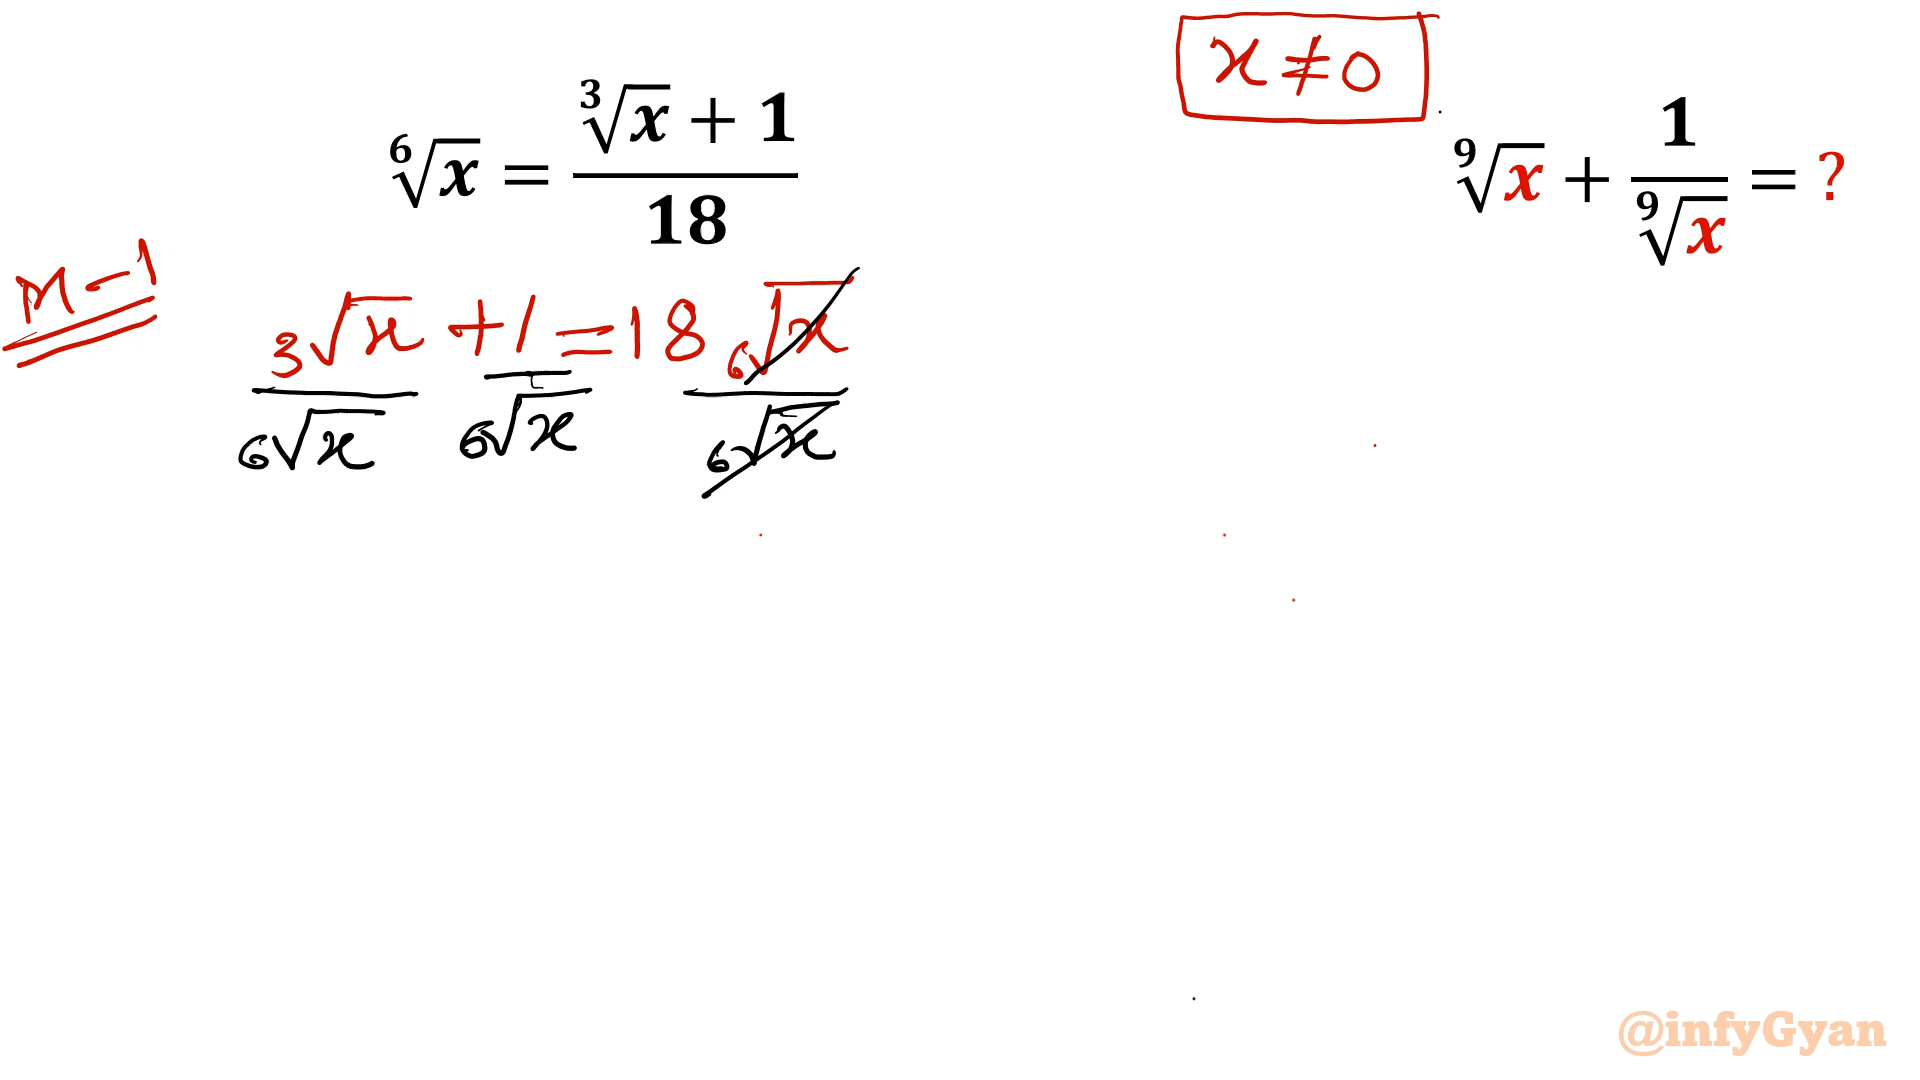 ⁶√x = (³√x + 1)/18
x ≠ 0
⁹√x + 1/⁹√x = ?
M-1
3√x + 1 = 18 6√x
6√x 6√x 6√x
@infyGyan